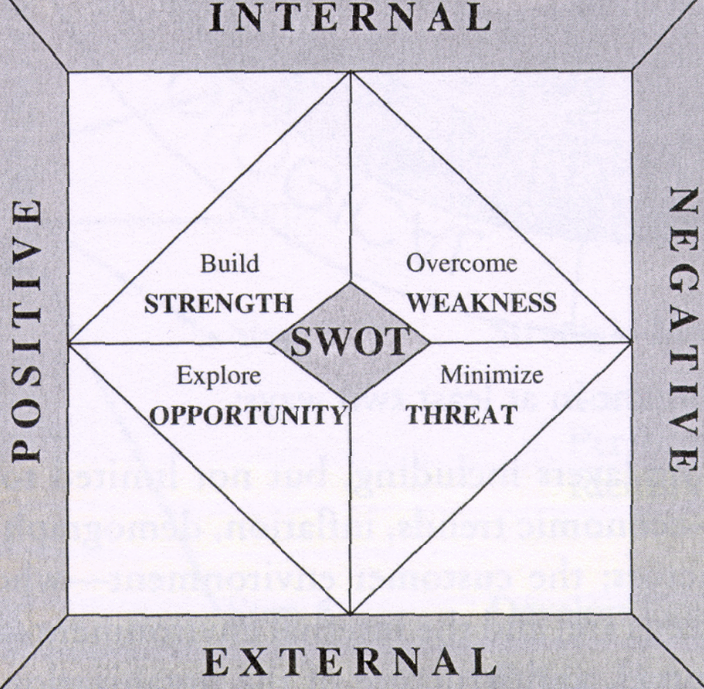 INTERNAL
POSITIVE
NEGATIVE
Build
STRENGTH
Overcome
WEAKNESS
SWOT
Explore
OPPORTUNITY
Minimize
THREAT
EXTERNAL